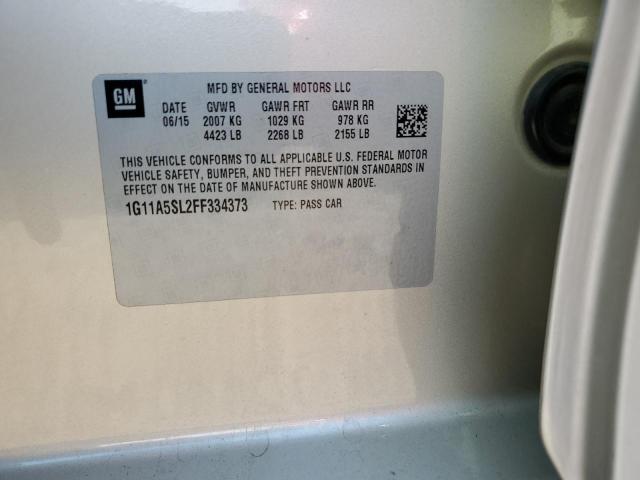 GM
MFD BY GENERAL MOTORS LLC
DATE GVWR GAWR FRT GAWR RR
06/15 2007 KG 1029 KG 978 KG
4423 LB 2268 LB 2155 LB
THIS VEHICLE CONFORMS TO ALL APPLICABLE U.S. FEDERAL MOTOR
VEHICLE SAFETY, BUMPER, AND THEFT PREVENTION STANDARDS IN
EFFECT ON THE DATE OF MANUFACTURE SHOWN ABOVE.
1G11A5SL2FF334373 TYPE: PASS CAR